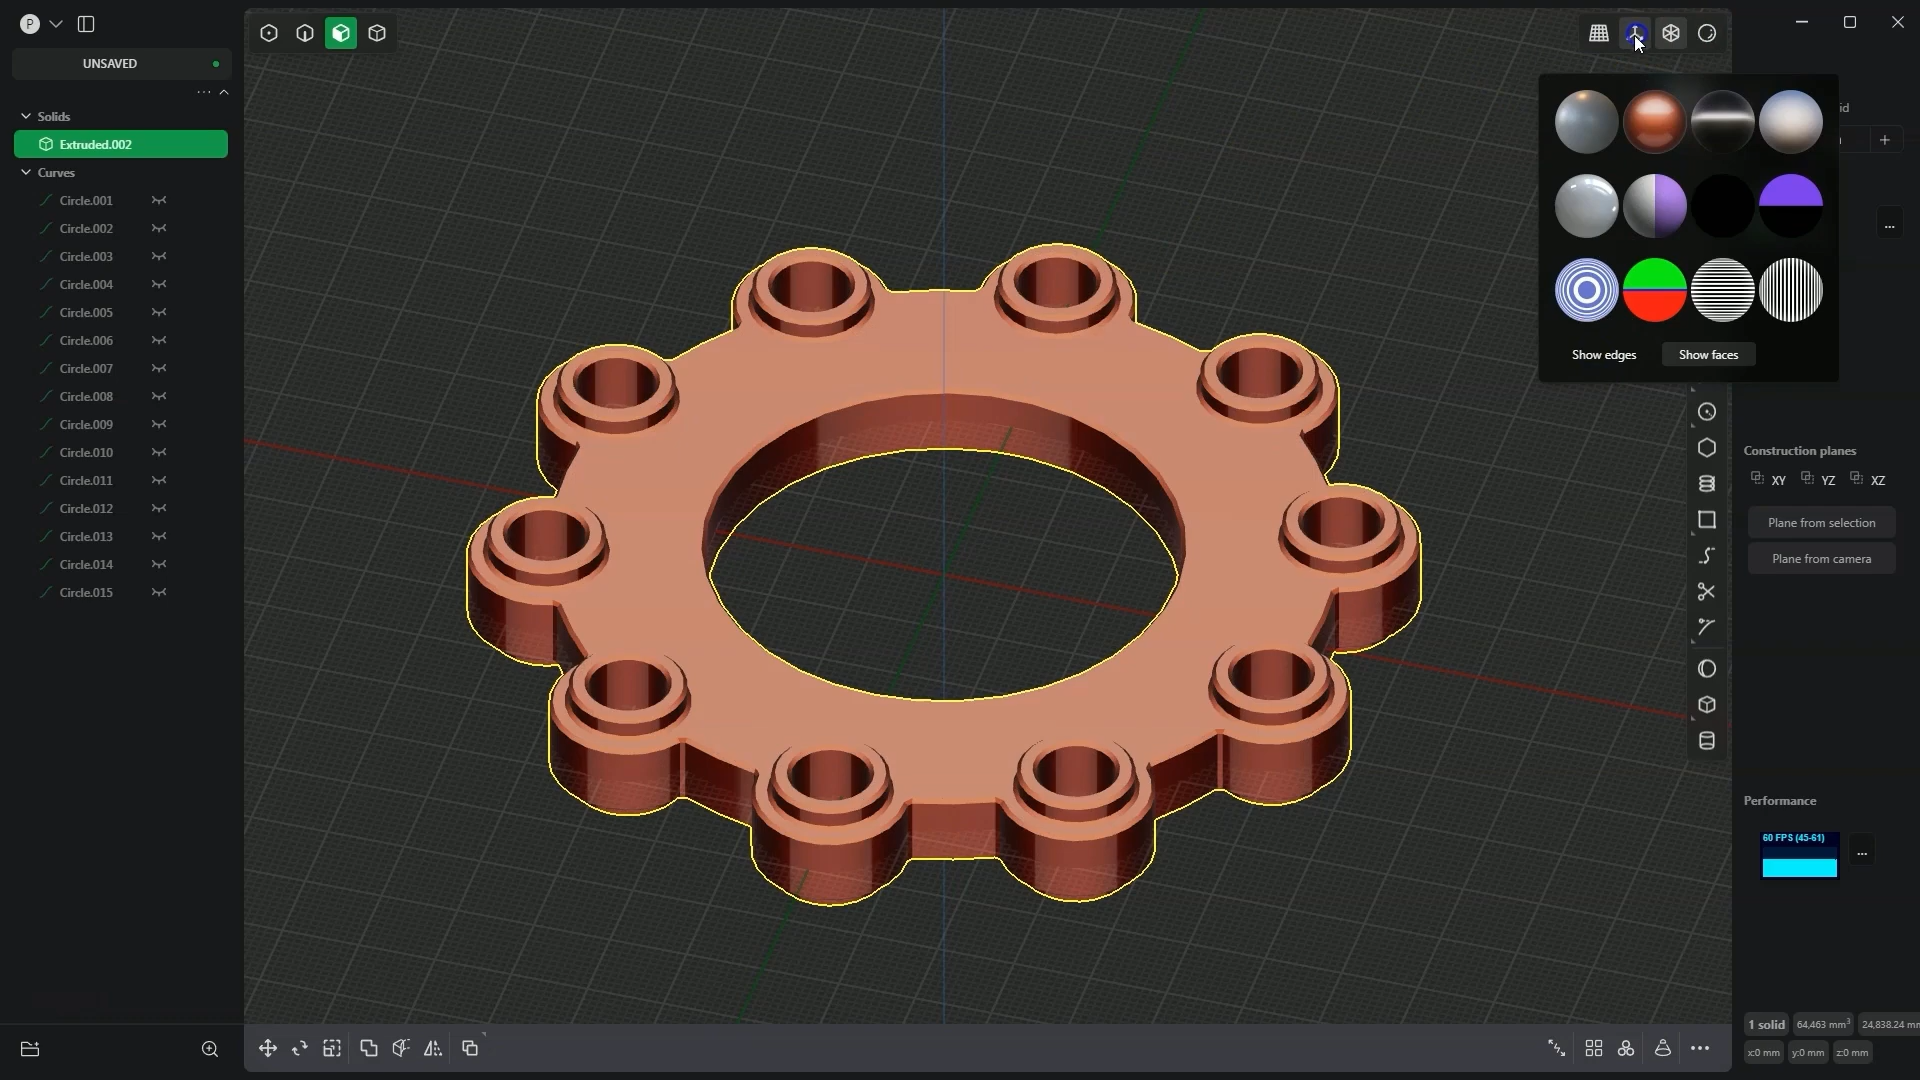 P
UNSAVED
Solids
Extruded.002
Curves
Circle.001
Circle.002
Circle.003
Circle.004
Circle.005
Circle.006
Circle.007
Circle.008
Circle.009
Circle.010
Circle.011
Circle.012
Circle.013
Circle.014
Circle.015
id
Show edges
Show faces
Construction planes
XY
YZ
XZ
Plane from selection
Plane from camera
Performance
60 FPS (45-61)
1 solid
64,463 mm³
24,838.24 mm
x:0 mm
y:0 mm
z:0 mm